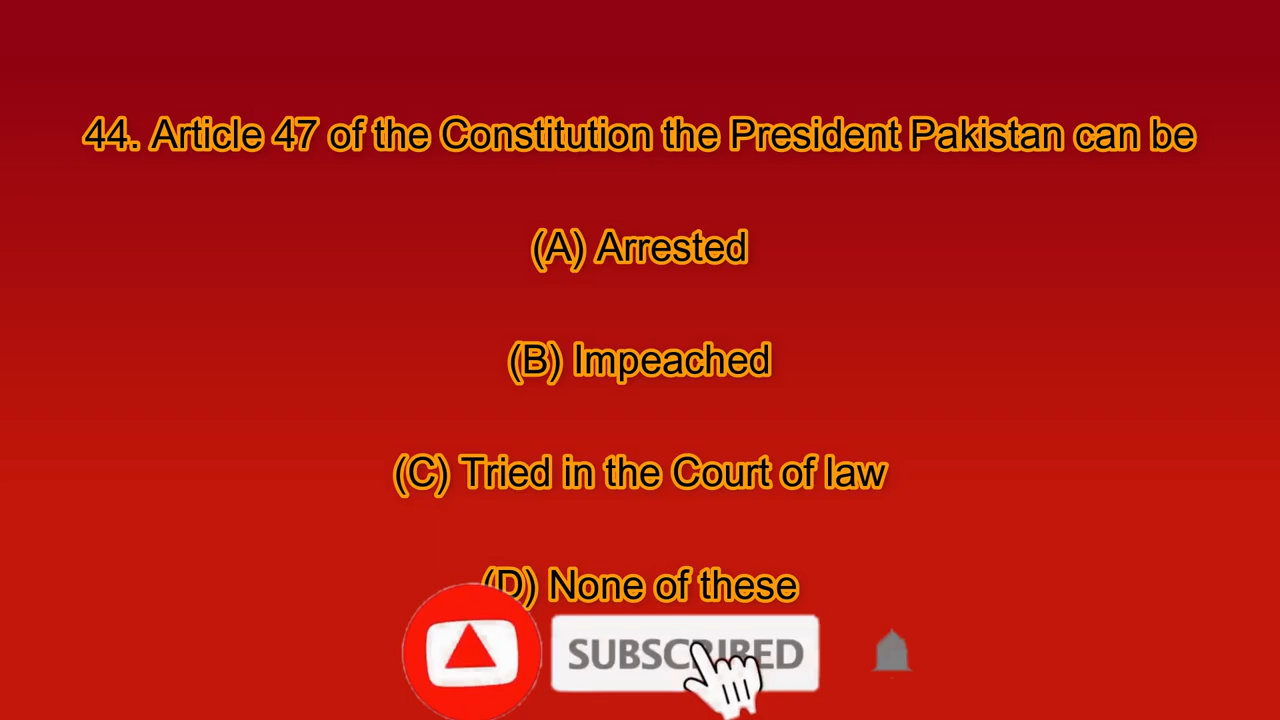 44. Article 47 of the Constitution the President Pakistan can be
(A) Arrested
(B) Impeached
(C) Tried in the Court of law
(D) None of these
SUBSCRIBED